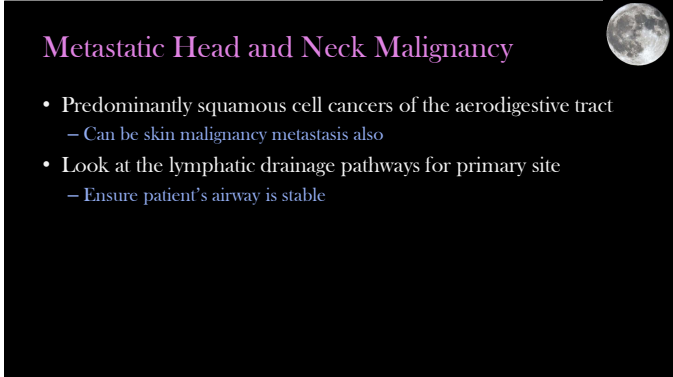 Metastatic Head and Neck Malignancy
• Predominantly squamous cell cancers of the aerodigestive tract
– Can be skin malignancy metastasis also
• Look at the lymphatic drainage pathways for primary site
– Ensure patient’s airway is stable